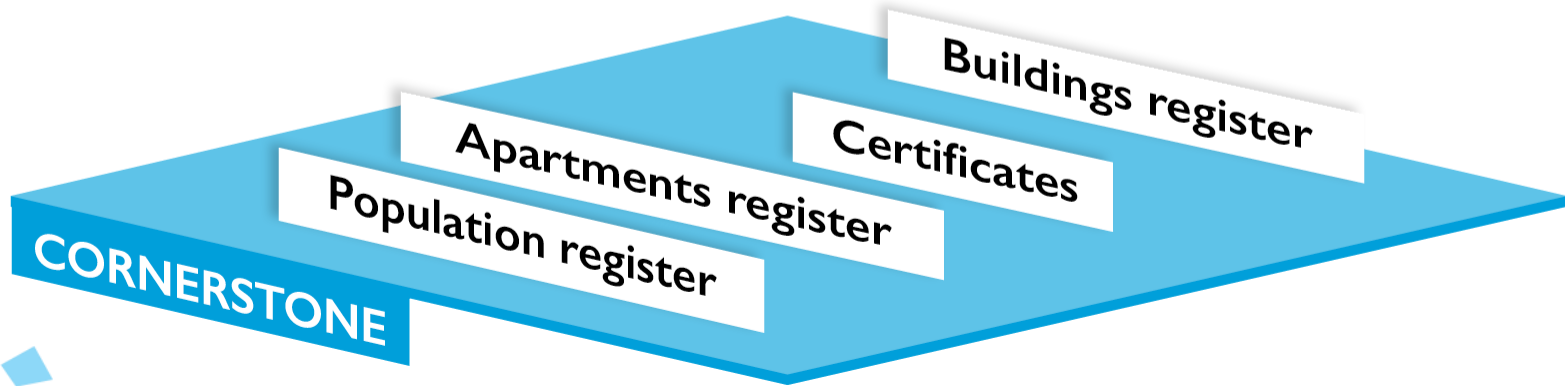 Buildings register
Certificates
Apartments register
Population register
CORNERSTONE